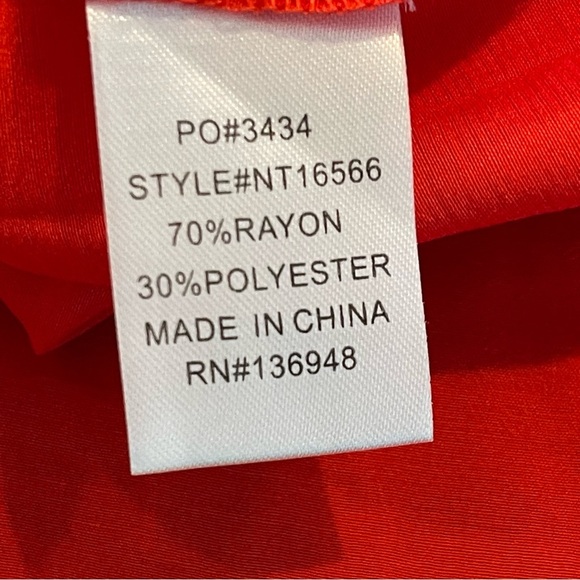 PO#3434
STYLE#NT16566
70%RAYON
30%POLYESTER
MADE IN CHINA
RN#136948